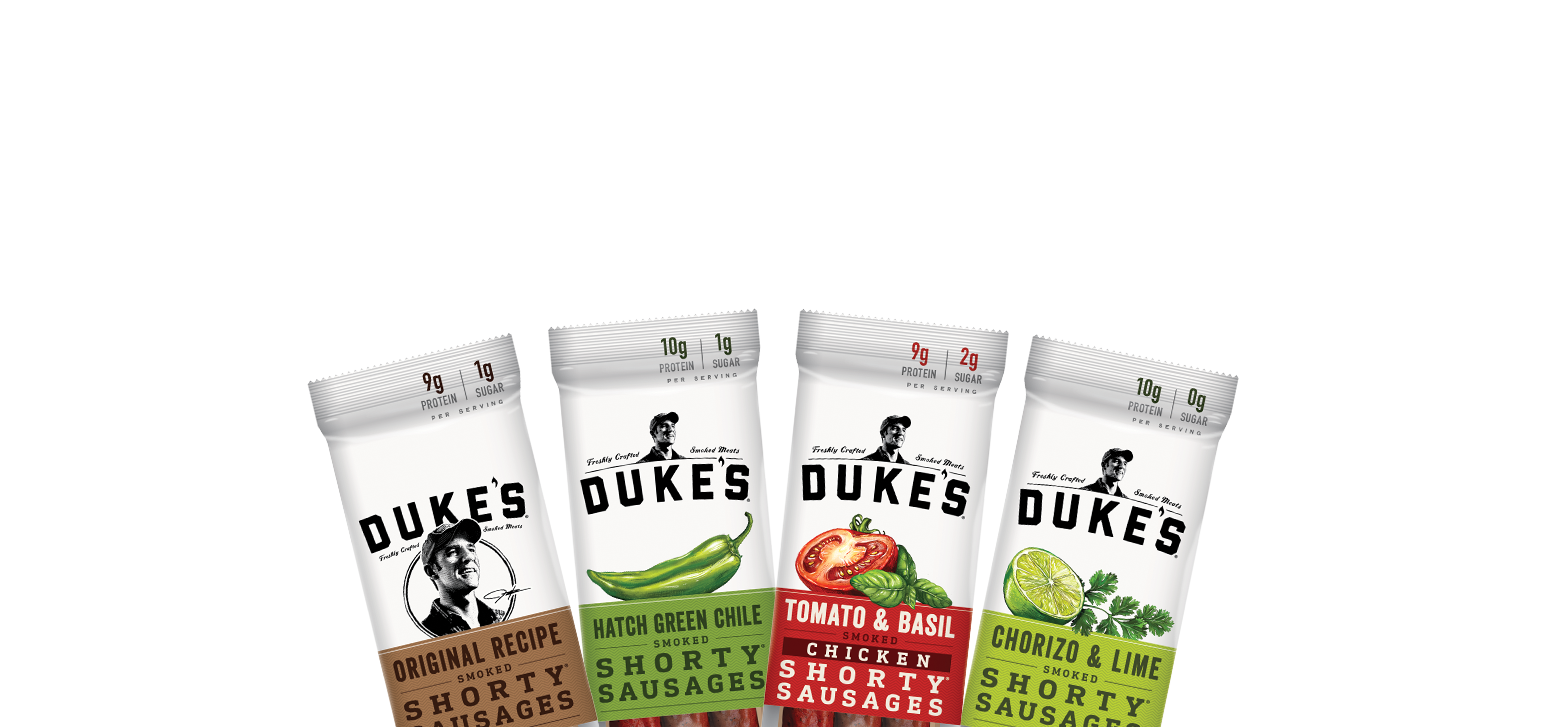 9g 1g
PROTEIN SUGAR
PER SERVING
DUKE'S®
Freshly Crafted Smoked Meats
ORIGINAL RECIPE
SMOKED
SHORTY®
SAUSAGES
10g 1g
PROTEIN SUGAR
PER SERVING
Freshly Crafted Smoked Meats
DUKE'S®
HATCH GREEN CHILE
SMOKED
SHORTY®
SAUSAGES
9g 2g
PROTEIN SUGAR
PER SERVING
Freshly Crafted Smoked Meats
DUKE'S®
TOMATO & BASIL
SMOKED
CHICKEN
SHORTY®
SAUSAGES
10g 0g
PROTEIN SUGAR
PER SERVING
Freshly Crafted Smoked Meats
DUKE'S®
CHORIZO & LIME
SMOKED
SHORTY®
SAUSAGES